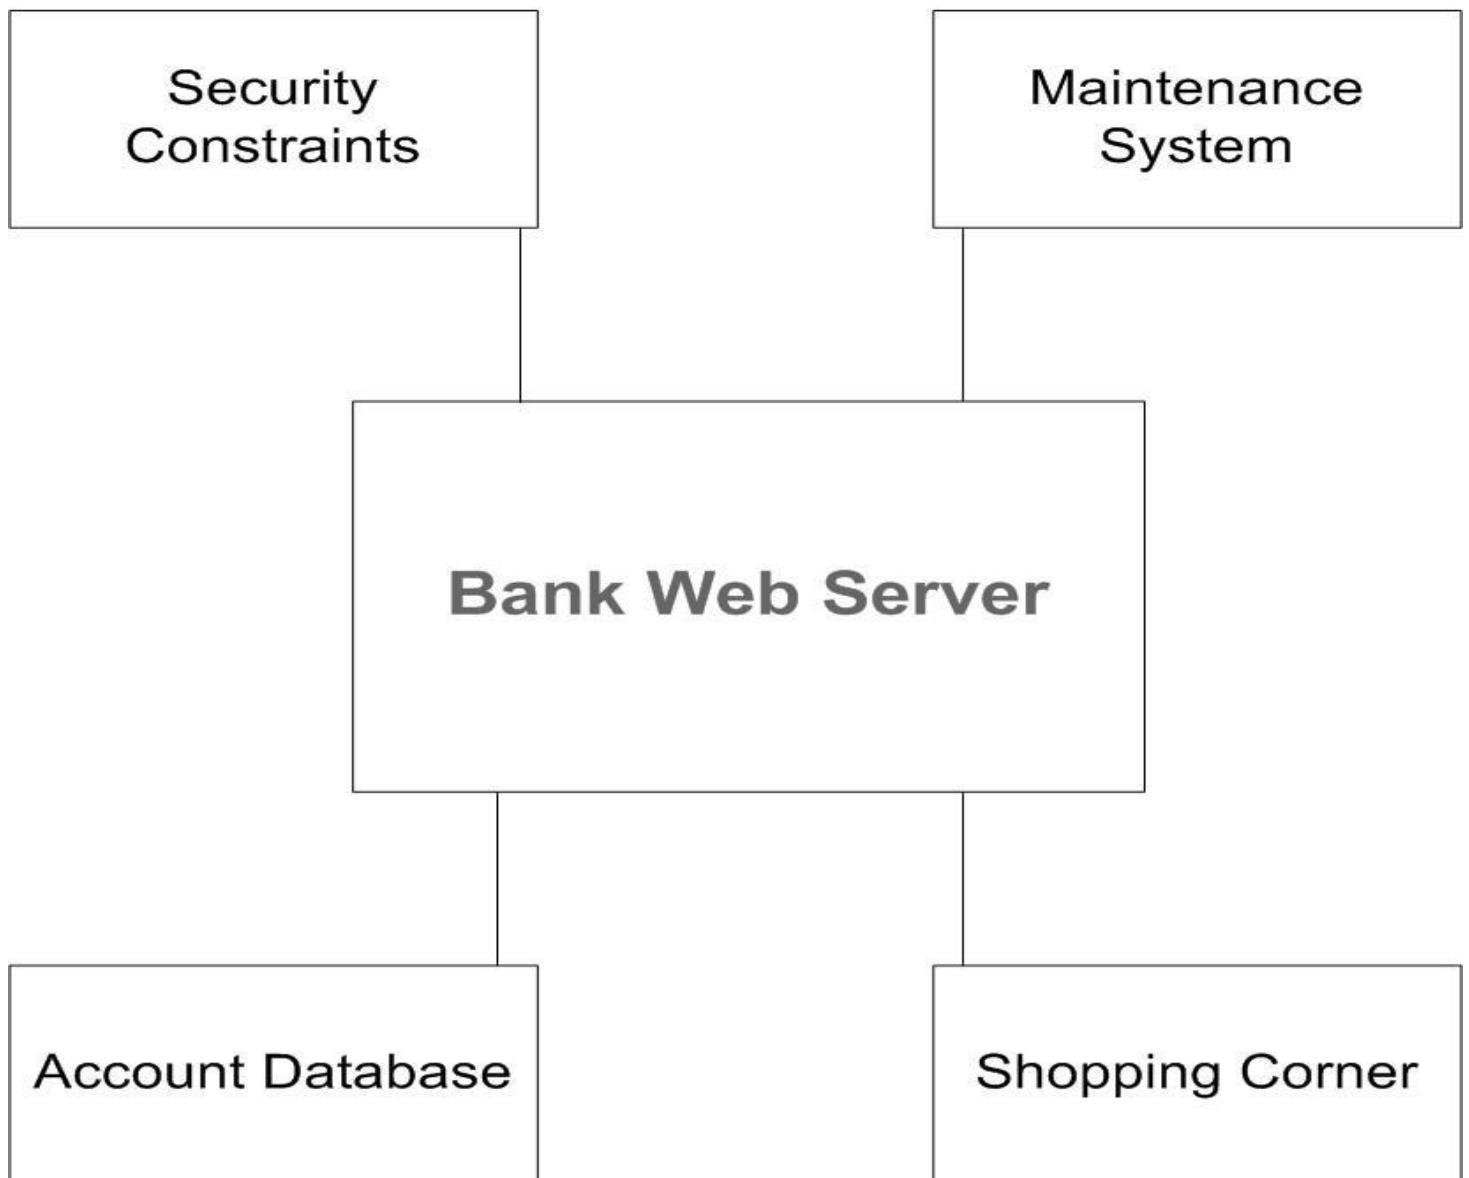 Security
Constraints
Maintenance
System
Bank Web Server
Account Database
Shopping Corner